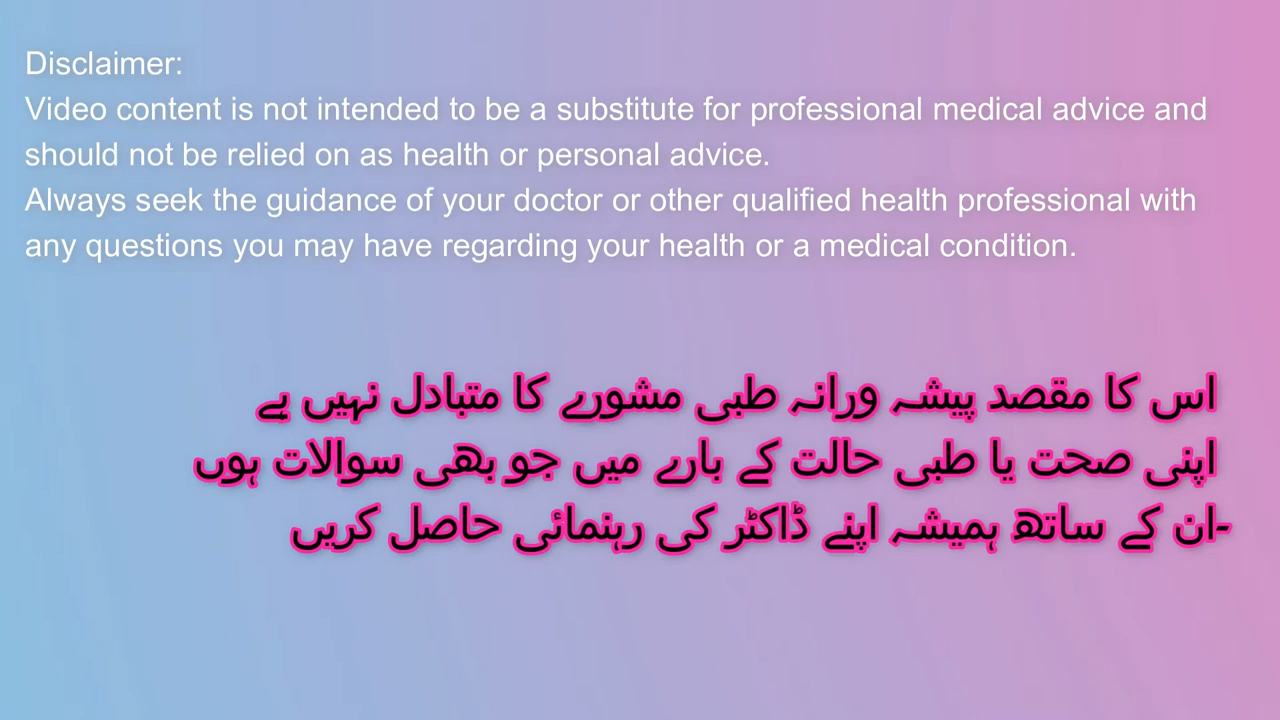 Disclaimer:
Video content is not intended to be a substitute for professional medical advice and
should not be relied on as health or personal advice.
Always seek the guidance of your doctor or other qualified health professional with
any questions you may have regarding your health or a medical condition.
اس کا مقصد پیشہ ورانہ طبی مشورے کا متبادل نہیں ہے
اپنی صحت یا طبی حالت کے بارے میں جو بھی سوالات ہوں
-ان کے ساتھ ہمیشہ اپنے ڈاکٹر کی رہنمائی حاصل کریں